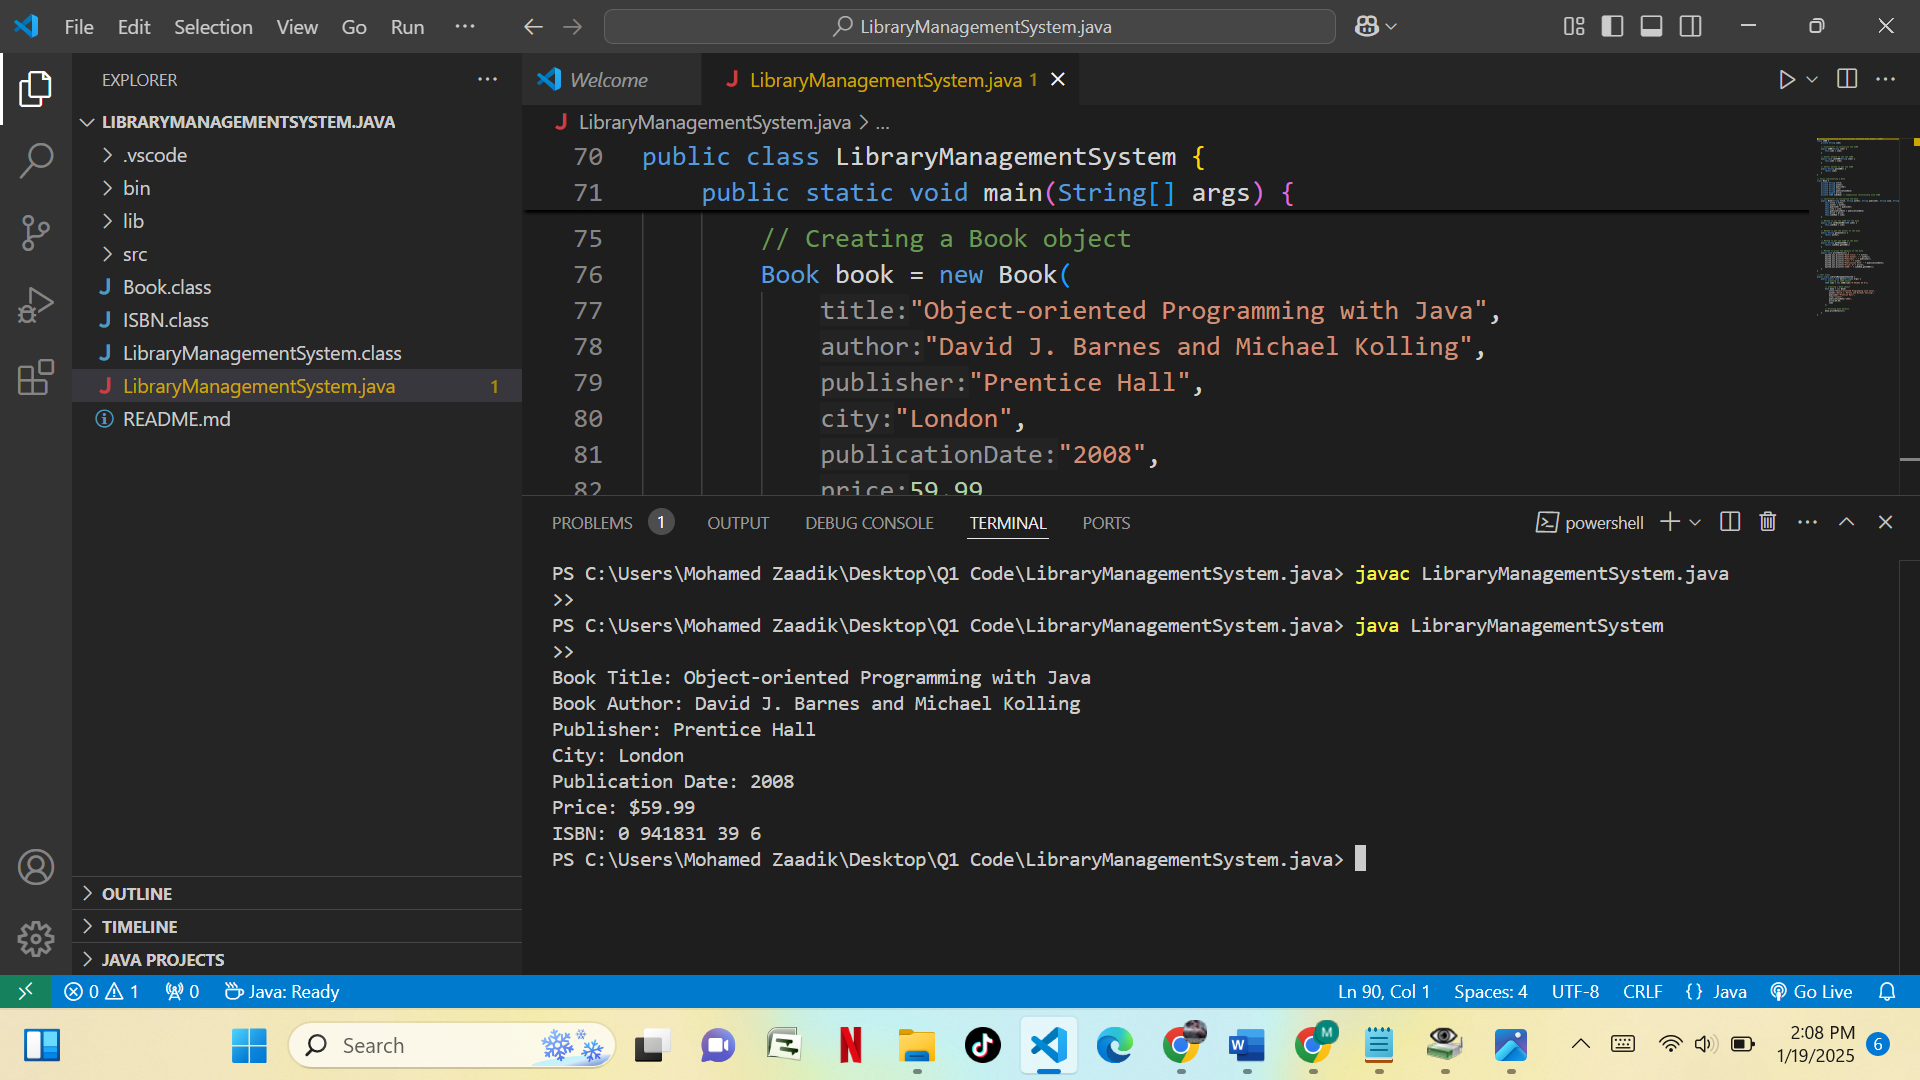 File Edit Selection View Go Run ···
LibraryManagementSystem.java
EXPLORER
LIBRARYMANAGEMENTSYSTEM.JAVA
.vscode
bin
lib
src
J Book.class
J ISBN.class
J LibraryManagementSystem.class
J LibraryManagementSystem.java 1
README.md
OUTLINE
TIMELINE
JAVA PROJECTS
Welcome
J LibraryManagementSystem.java 1
J LibraryManagementSystem.java > ...
70 public class LibraryManagementSystem {
71 public static void main(String[] args) {
75 // Creating a Book object
76 Book book = new Book(
77 title:"Object-oriented Programming with Java",
78 author:"David J. Barnes and Michael Kolling",
79 publisher:"Prentice Hall",
80 city:"London",
81 publicationDate:"2008",
82 price:59.99
PROBLEMS 1 OUTPUT DEBUG CONSOLE TERMINAL PORTS
powershell
PS C:\Users\Mohamed Zaadik\Desktop\Q1 Code\LibraryManagementSystem.java> javac LibraryManagementSystem.java
>>
PS C:\Users\Mohamed Zaadik\Desktop\Q1 Code\LibraryManagementSystem.java> java LibraryManagementSystem
>>
Book Title: Object-oriented Programming with Java
Book Author: David J. Barnes and Michael Kolling
Publisher: Prentice Hall
City: London
Publication Date: 2008
Price: $59.99
ISBN: 0 941831 39 6
PS C:\Users\Mohamed Zaadik\Desktop\Q1 Code\LibraryManagementSystem.java>
0 1 0 Java: Ready
Ln 90, Col 1 Spaces: 4 UTF-8 CRLF {} Java Go Live
Search
N
W
M
2:08 PM
1/19/2025
6